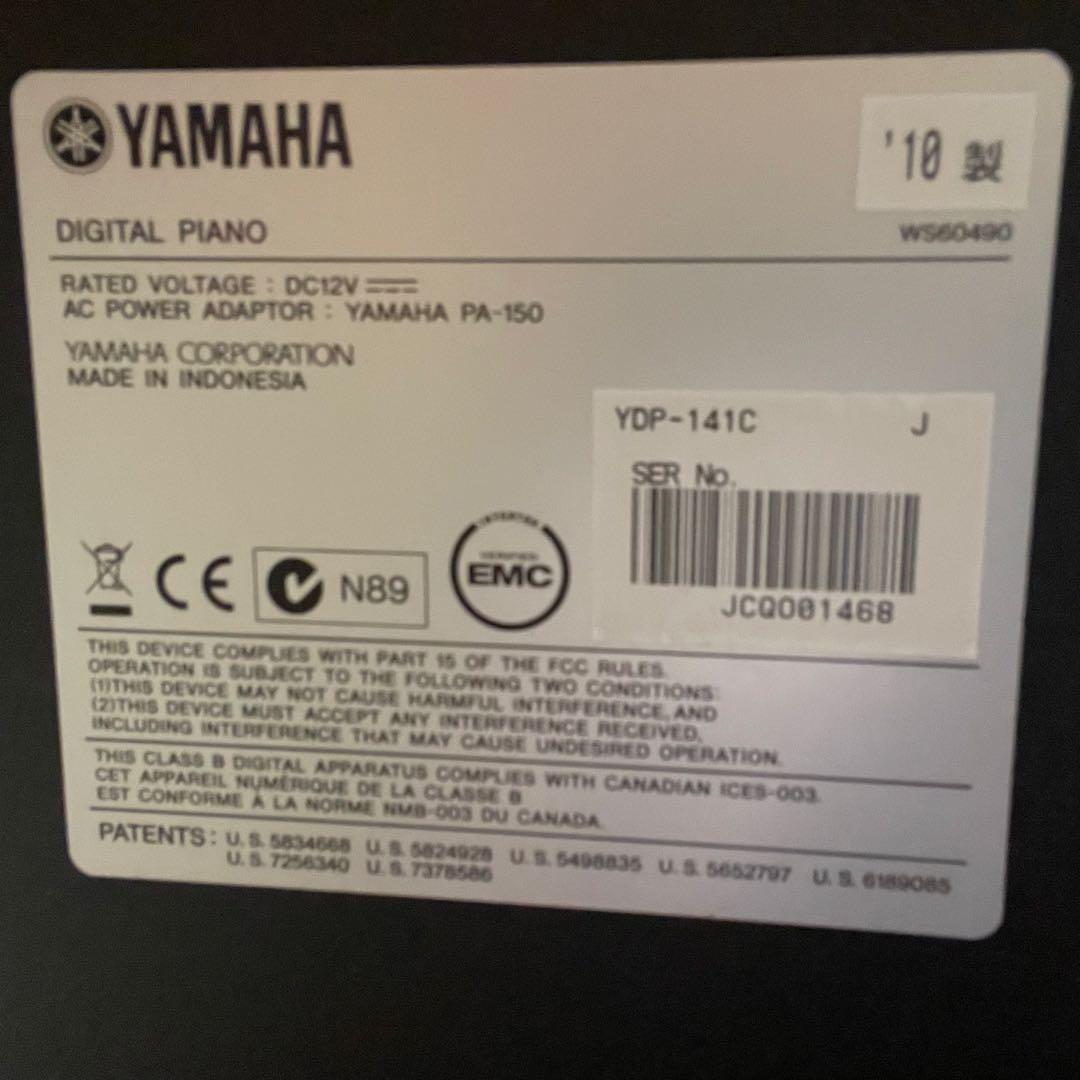 YAMAHA
'10 製
DIGITAL PIANO
WS60490
RATED VOLTAGE : DC12V
AC POWER ADAPTOR : YAMAHA PA-150
YAMAHA CORPORATION
MADE IN INDONESIA
YDP-141C J
SER No.
JCQO01468
CE
N89
VERIFIED
EMC
THIS DEVICE COMPLIES WITH PART 15 OF THE FCC RULES.
OPERATION IS SUBJECT TO THE FOLLOWING TWO CONDITIONS:
(1)THIS DEVICE MAY NOT CAUSE HARMFUL INTERFERENCE, AND
(2)THIS DEVICE MUST ACCEPT ANY INTERFERENCE RECEIVED,
INCLUDING INTERFERENCE THAT MAY CAUSE UNDESIRED OPERATION.
THIS CLASS B DIGITAL APPARATUS COMPLIES WITH CANADIAN ICES-003.
CET APPAREIL NUMÉRIQUE DE LA CLASSE B
EST CONFORME À LA NORME NMB-003 DU CANADA.
PATENTS: U.S. 5834668 U.S. 5824928 U.S. 5498835 U.S. 5652797 U.S. 6189085
U.S. 7256340 U.S. 7378586